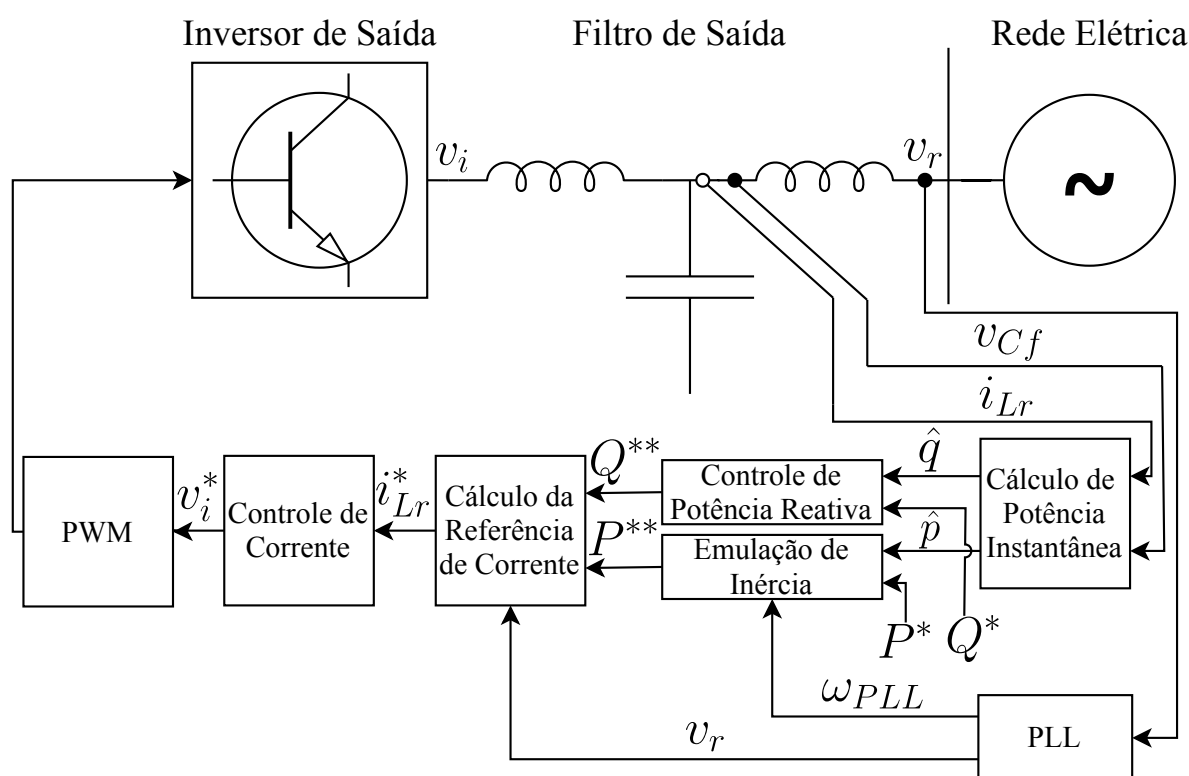 Inversor de Saída
Filtro de Saída
Rede Elétrica
v_i
v_r
~
v_{Cf}
i_{Lr}
PWM
v_i^*
Controle de
Corrente
i_{Lr}^*
Cálculo da
Referência
de Corrente
Q^{**}
P^{**}
Controle de
Potência Reativa
Emulação de
Inércia
\hat{q}
\hat{p}
Cálculo de
Potência
Instantânea
P^*
Q^*
ω_{PLL}
v_r
PLL